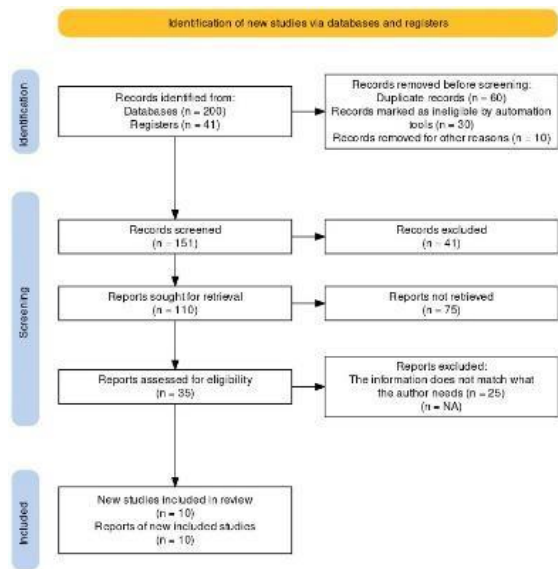 Identification of new studies via databases and registers
Identification
Records identified from:
Databases (n = 200)
Registers (n = 41)
Records removed before screening:
Duplicate records (n = 60)
Records marked as ineligible by automation
tools (n = 30)
Records removed for other reasons (n = 10)
Screening
Records screened
(n = 151)
Records excluded
(n = 41)
Reports sought for retrieval
(n = 110)
Reports not retrieved
(n = 75)
Reports assessed for eligibility
(n = 35)
Reports excluded:
The information does not match what
the author needs (n = 25)
(n = NA)
Included
New studies included in review
(n = 10)
Reports of new included studies
(n = 10)